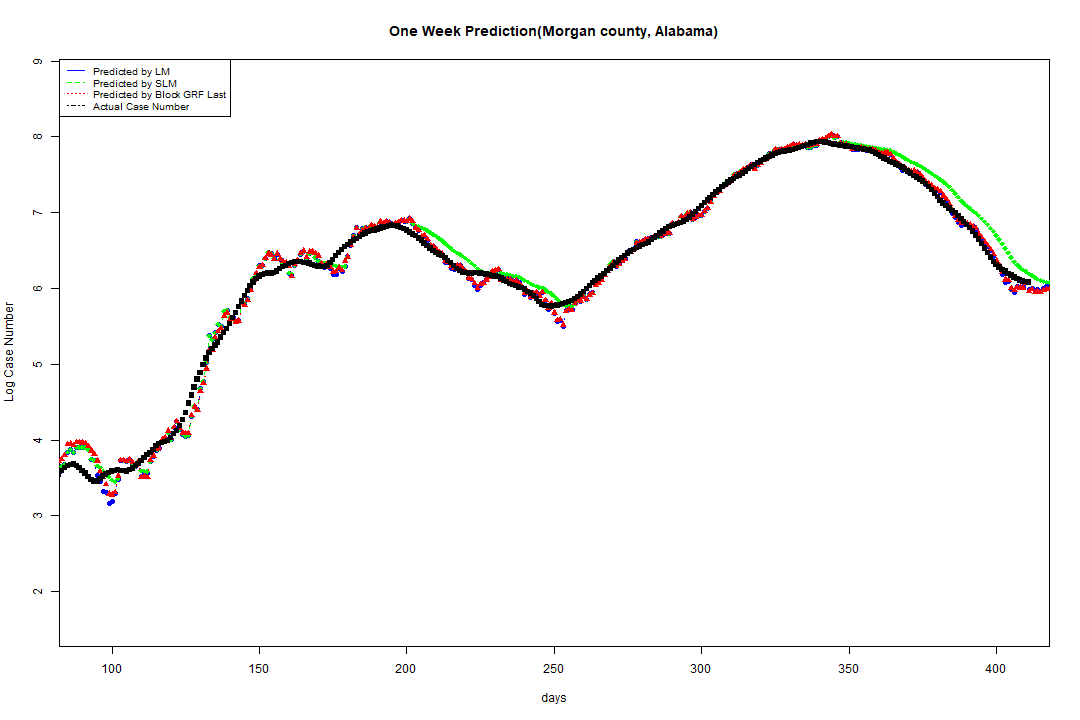 One Week Prediction(Morgan county, Alabama)
Predicted by LM
Predicted by SLM
Predicted by Block GRF Last
Actual Case Number
9
8
7
6
5
4
3
2
Log Case Number
100 150 200 250 300 350 400
days